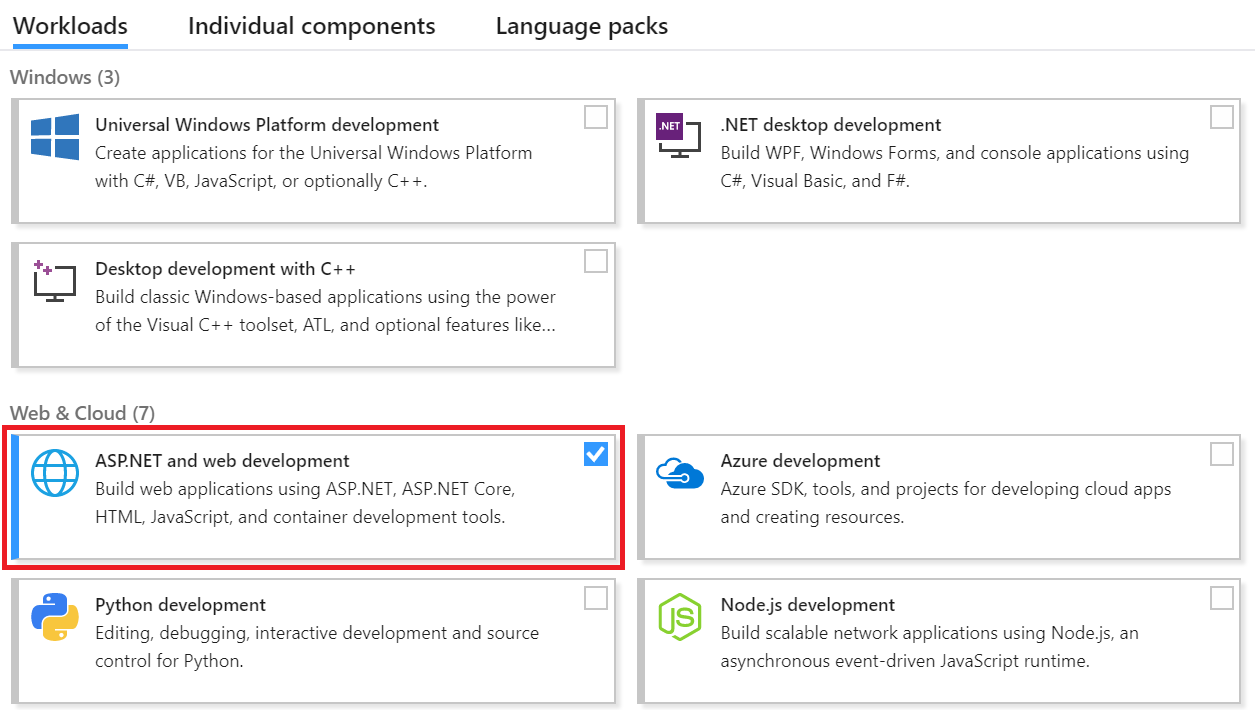 Workloads Individual components Language packs
Windows (3)
Universal Windows Platform development
Create applications for the Universal Windows Platform
with C#, VB, JavaScript, or optionally C++.
.NET
.NET desktop development
Build WPF, Windows Forms, and console applications using
C#, Visual Basic, and F#.
Desktop development with C++
Build classic Windows-based applications using the power
of the Visual C++ toolset, ATL, and optional features like...
Web & Cloud (7)
ASP.NET and web development
Build web applications using ASP.NET, ASP.NET Core,
HTML, JavaScript, and container development tools.
Azure development
Azure SDK, tools, and projects for developing cloud apps
and creating resources.
Python development
Editing, debugging, interactive development and source
control for Python.
JS
Node.js development
Build scalable network applications using Node.js, an
asynchronous event-driven JavaScript runtime.